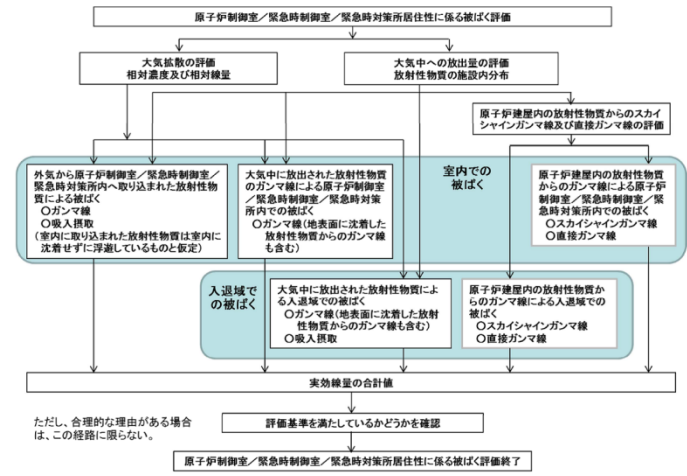 原子炉制御室／緊急時制御室／緊急時対策所居住性に係る被ばく評価
大気拡散の評価
相対濃度及び相対線量
大気中への放出量の評価
放射性物質の施設内分布
原子炉建屋内の放射性物質からのスカイ
シャインガンマ線及び直接ガンマ線の評価
室内での
被ばく
外気から原子炉制御室／緊急時制御室／
緊急時対策所内へ取り込まれた放射性物
質による被ばく
〇ガンマ線
〇吸入摂取
（室内に取り込まれた放射性物質は室内に
沈着せずに浮遊しているものと仮定）
大気中に放出された放射性物質
のガンマ線による原子炉制御室
／緊急時制御室／緊急時対策
所内での被ばく
〇ガンマ線（地表面に沈着した
放射性物質からのガンマ線
も含む）
原子炉建屋内の放射性物質
からのガンマ線による原子炉
制御室／緊急時制御室／緊
急時対策所内での被ばく
〇スカイシャインガンマ線
〇直接ガンマ線
入退域で
の被ばく
大気中に放出された放射性物質によ
る入退域での被ばく
〇ガンマ線（地表面に沈着した放射
性物質からのガンマ線も含む）
〇吸入摂取
原子炉建屋内の放射性物質か
らのガンマ線による入退域での
被ばく
〇スカイシャインガンマ線
〇直接ガンマ線
実効線量の合計値
ただし、合理的な理由がある場合
は、この経路に限らない。
評価基準を満たしているかどうかを確認
原子炉制御室／緊急時制御室／緊急時対策所居住性に係る被ばく評価終了